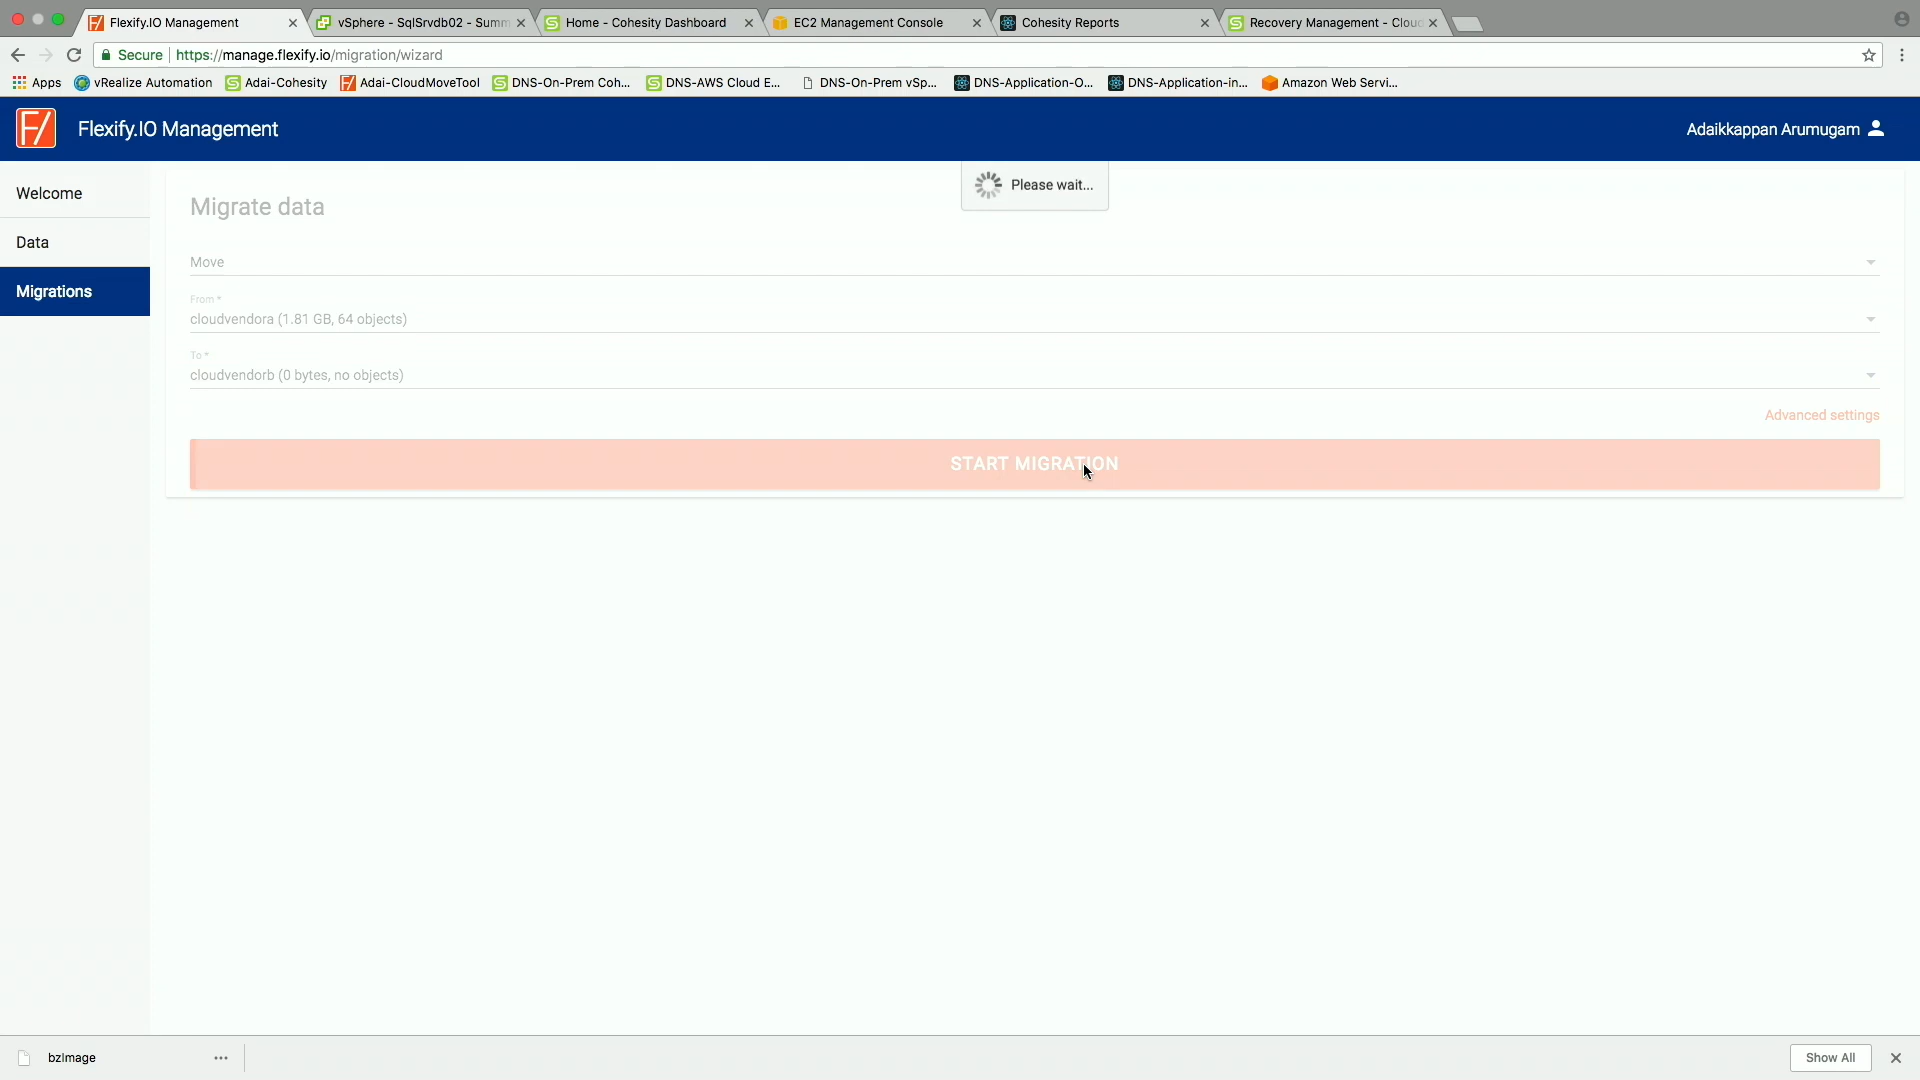 Flexify.IO Management
vSphere - SqlSrvdb02 - Summ
Home - Cohesity Dashboard
EC2 Management Console
Cohesity Reports
Recovery Management - Clou
Secure
https://manage.flexify.io/migration/wizard
Apps
vRealize Automation
Adai-Cohesity
Adai-CloudMoveTool
DNS-On-Prem Coh...
DNS-AWS Cloud E...
DNS-On-Prem vSp...
DNS-Application-O...
DNS-Application-in...
Amazon Web Servi...
F/
Flexify.IO Management
Adaikkappan Arumugam
Please wait...
Welcome
Data
Migrations
Migrate data
Move
From *
cloudvendora (1.81 GB, 64 objects)
To *
cloudvendorb (0 bytes, no objects)
Advanced settings
START MIGRATION
bzImage
Show All